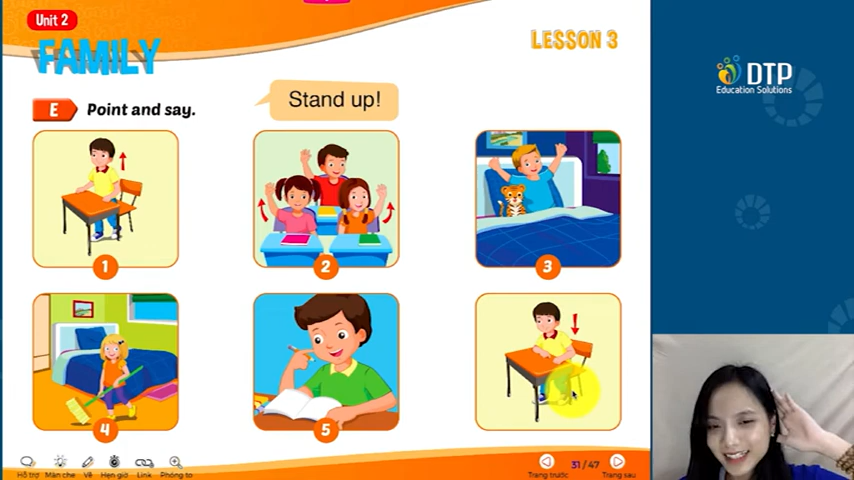 Unit 2
FAMILY
LESSON 3
DTP
Education Solutions
E Point and say.
Stand up!
1
2
3
4
5
Hỗ trợ
Màn che
Vẽ
Hẹn giờ
Link
Phóng to
Trang trước
31 / 47
Trang sau